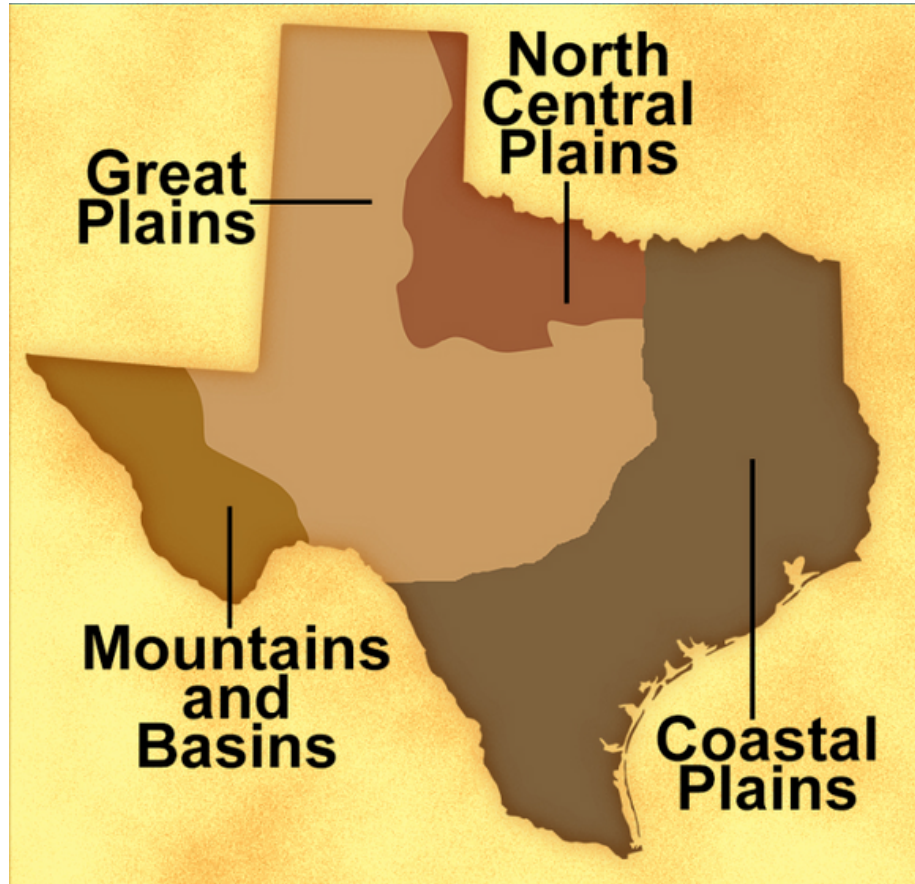 North
Central
Plains
Great
Plains
Mountains
and
Basins
Coastal
Plains